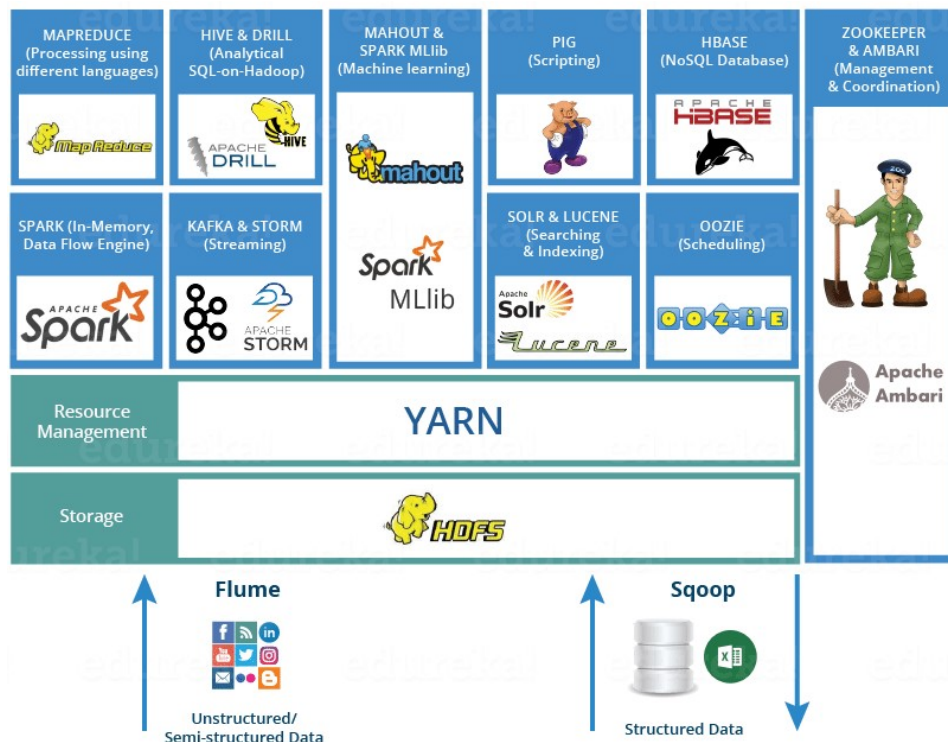 MAPREDUCE
(Processing using
different languages)
Map Reduce
HIVE & DRILL
(Analytical
SQL-on-Hadoop)
HIVE
APACHE
DRILL
MAHOUT &
SPARK MLlib
(Machine learning)
mahout
Spark
MLlib
PIG
(Scripting)
HBASE
(NoSQL Database)
APACHE
HBASE
ZOOKEEPER
& AMBARI
(Management
& Coordination)
ZOO
Apache
Ambari
SPARK (In-Memory,
Data Flow Engine)
APACHE
Spark
KAFKA & STORM
(Streaming)
APACHE
STORM
SOLR & LUCENE
(Searching
& Indexing)
Apache
Solr
Lucene
OOZIE
(Scheduling)
OOZIE
Resource
Management
YARN
Storage
HDFS
Flume
Unstructured/
Semi-structured Data
Sqoop
Structured Data
edureka!